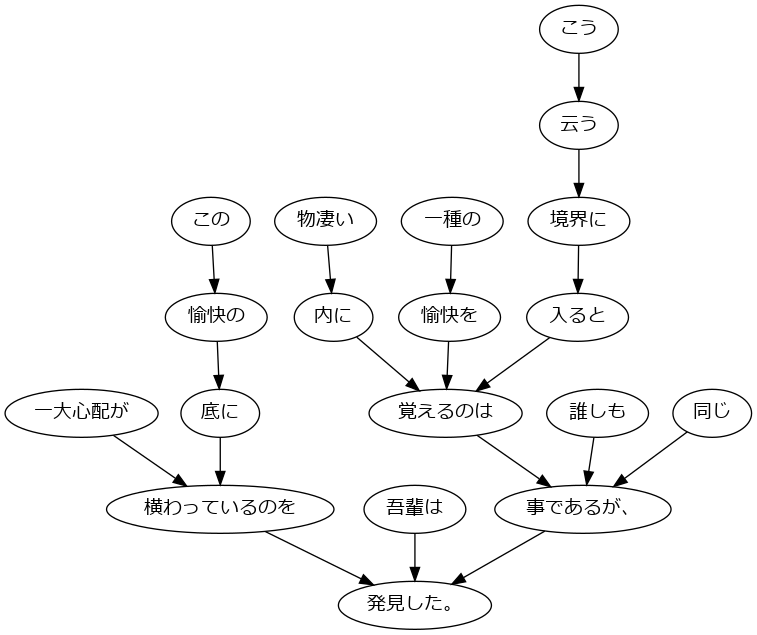 こう
云う
この
物凄い
一種の
境界に
愉快の
内に
愉快を
入ると
一大心配が
底に
覚えるのは
誰しも
同じ
横わっているのを
吾輩は
事であるが、
発見した。